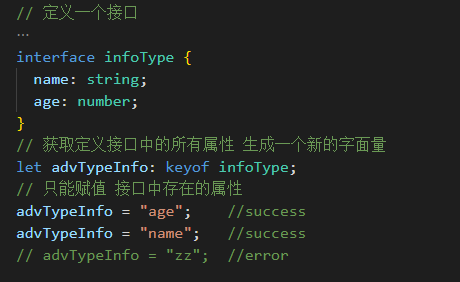 // 定义一个接口
...
interface infoType {
  name: string;
  age: number;
}
// 获取定义接口中的所有属性 生成一个新的字面量
let advTypeInfo: keyof infoType;
// 只能赋值 接口中存在的属性
advTypeInfo = "age";    //success
advTypeInfo = "name";   //success
// advTypeInfo = "zz";  //error